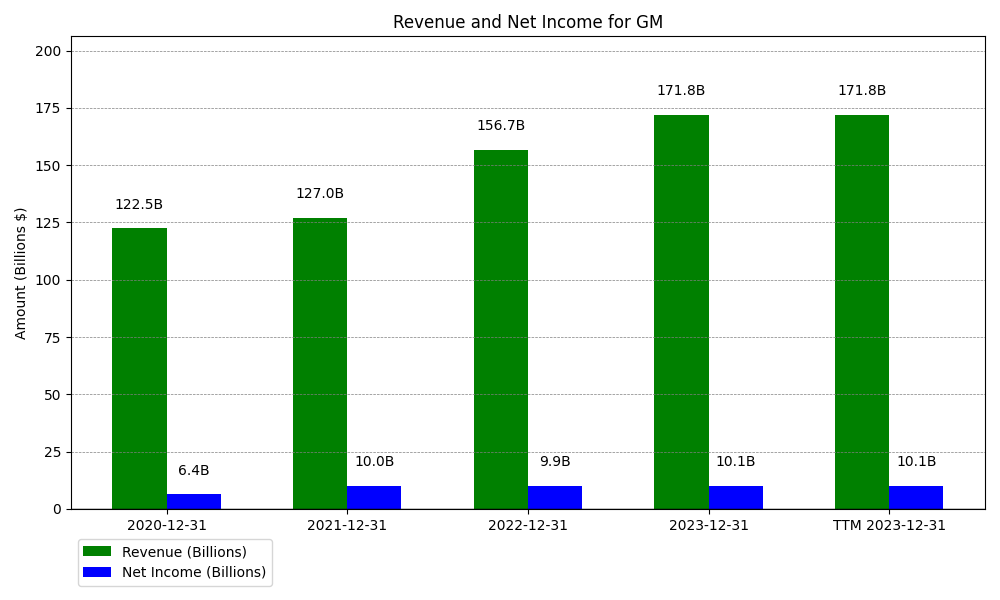 Revenue and Net Income for GM
Amount (Billions $)
200
175
150
125
100
75
50
25
0
122.5B
127.0B
156.7B
171.8B
171.8B
6.4B
10.0B
9.9B
10.1B
10.1B
2020-12-31
2021-12-31
2022-12-31
2023-12-31
TTM 2023-12-31
Revenue (Billions)
Net Income (Billions)